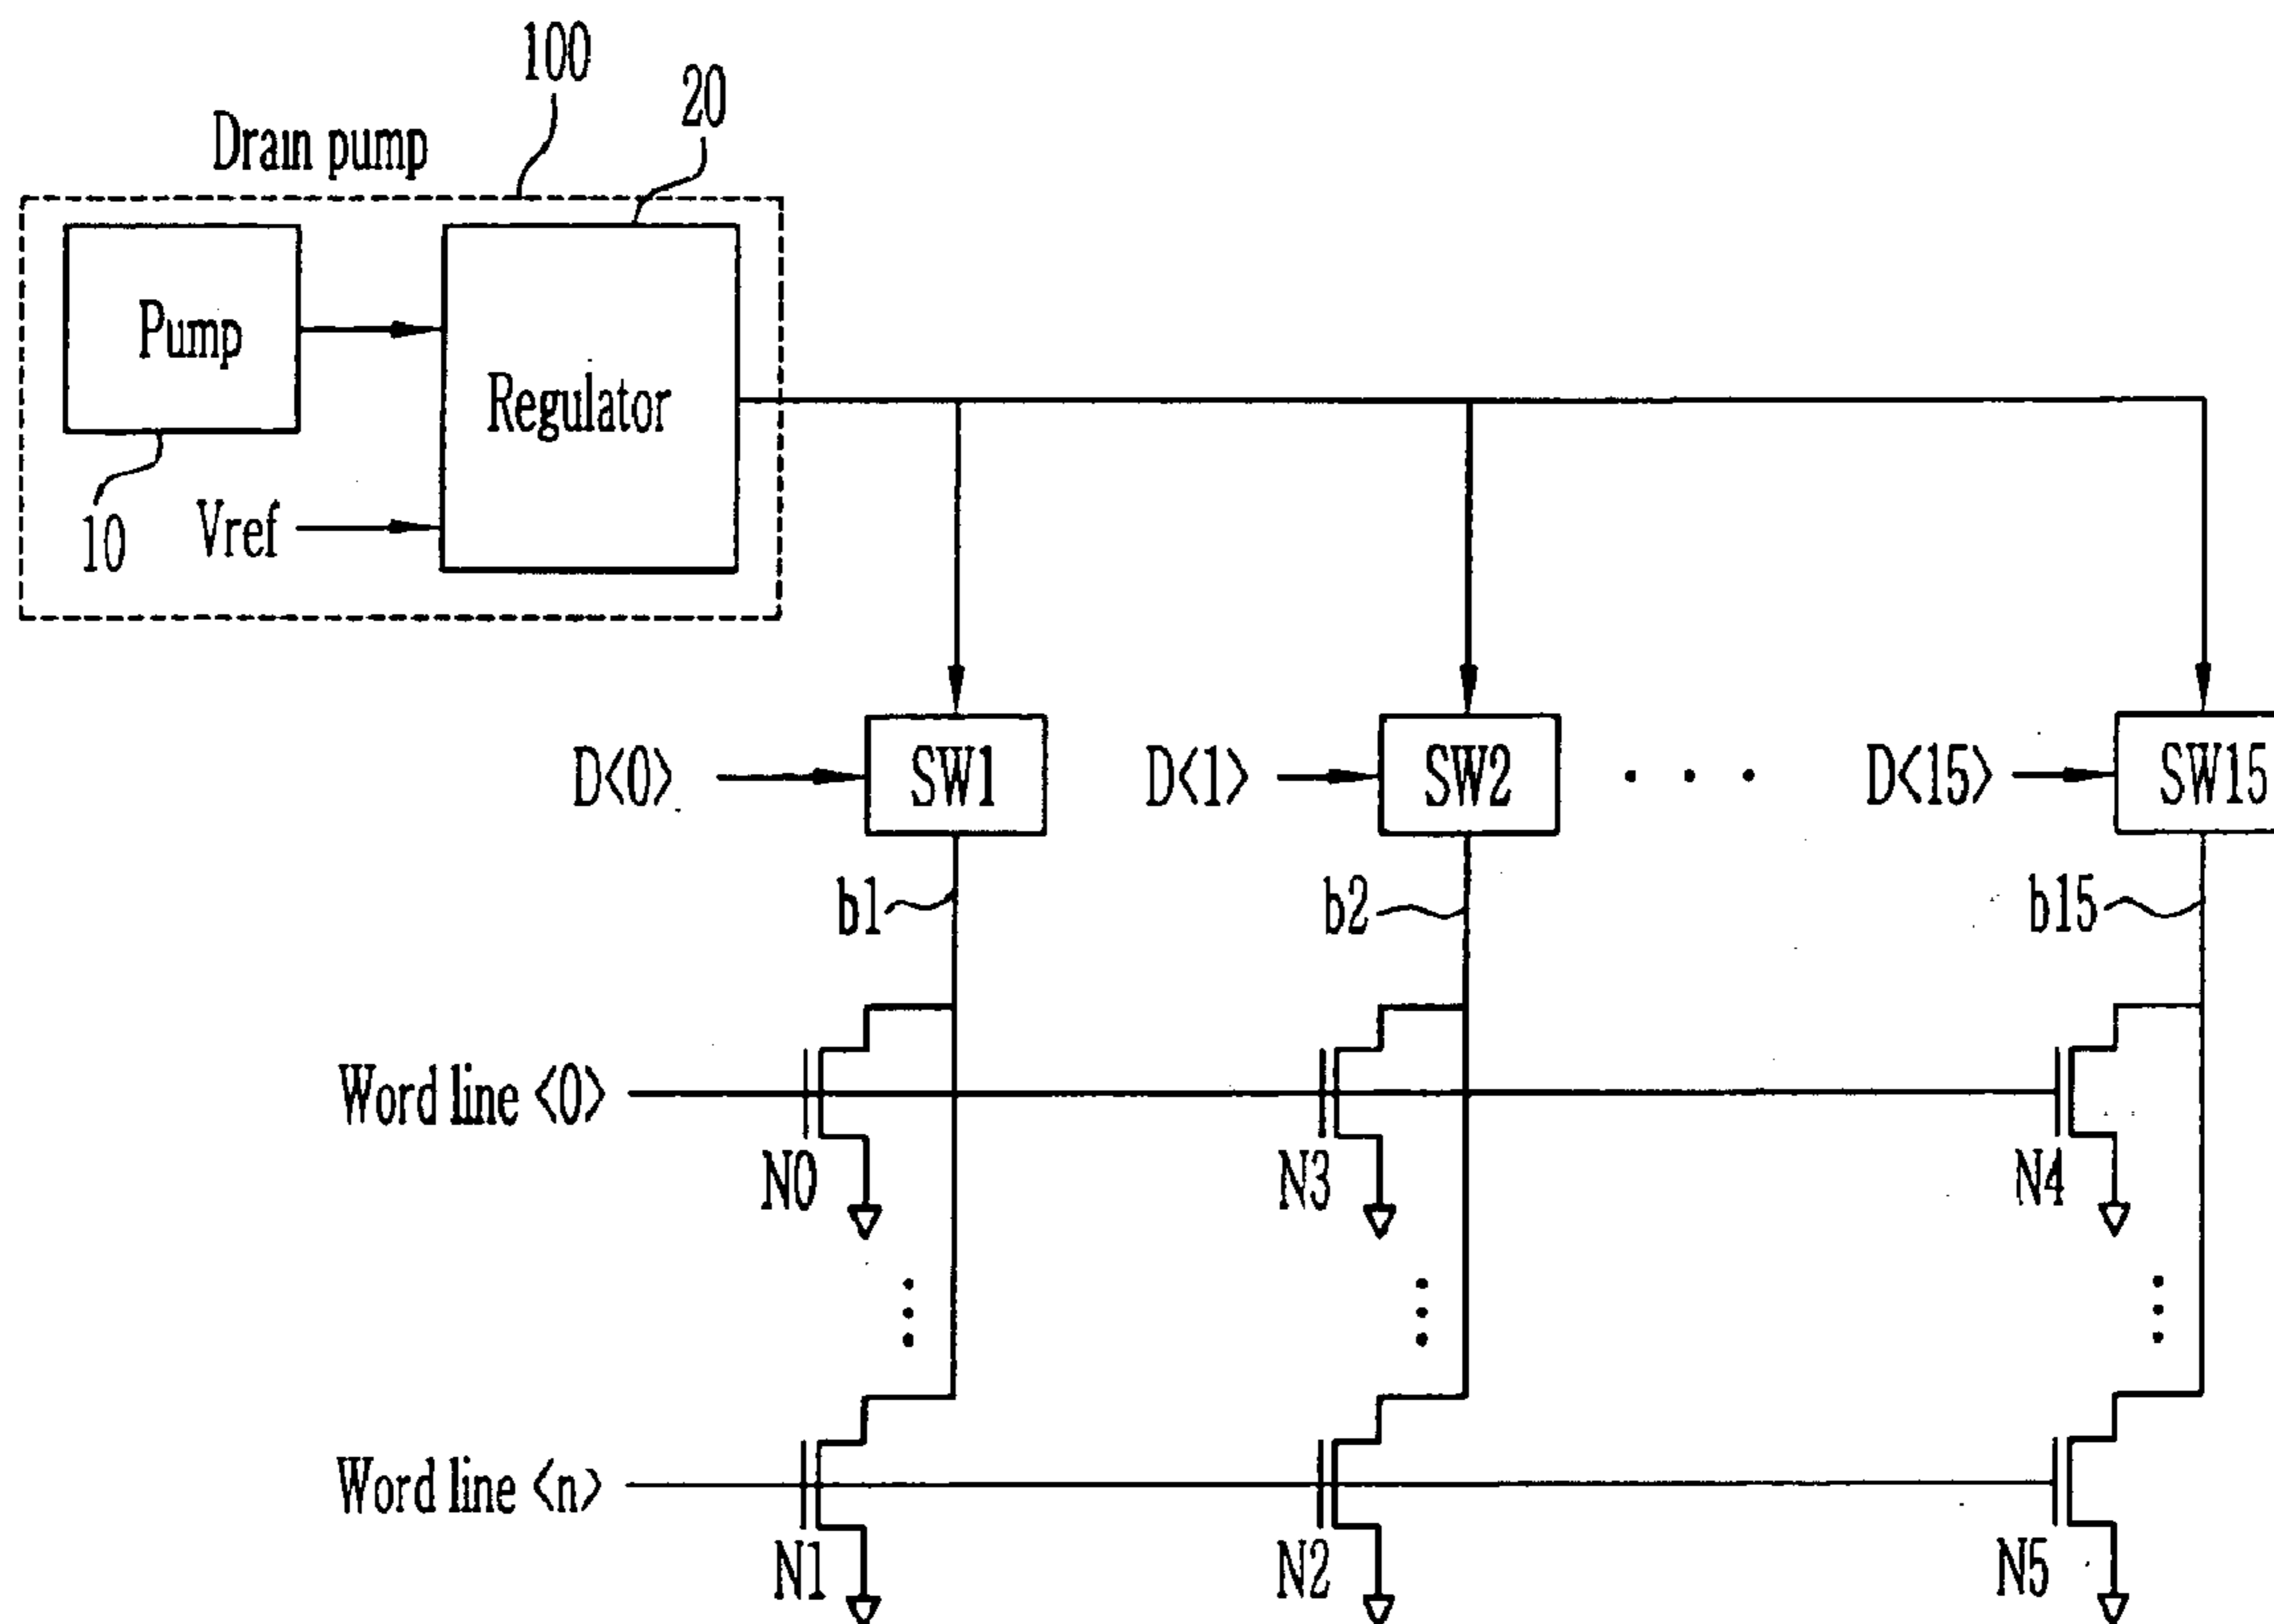 100
20
Drain pump
Pump
Regulator
10
Vref
D<0>
SW1
D<1>
SW2
D<15>
SW15
b1
b2
b15
Word line <0>
N0
N3
N4
Word line <n>
N1
N2
N5